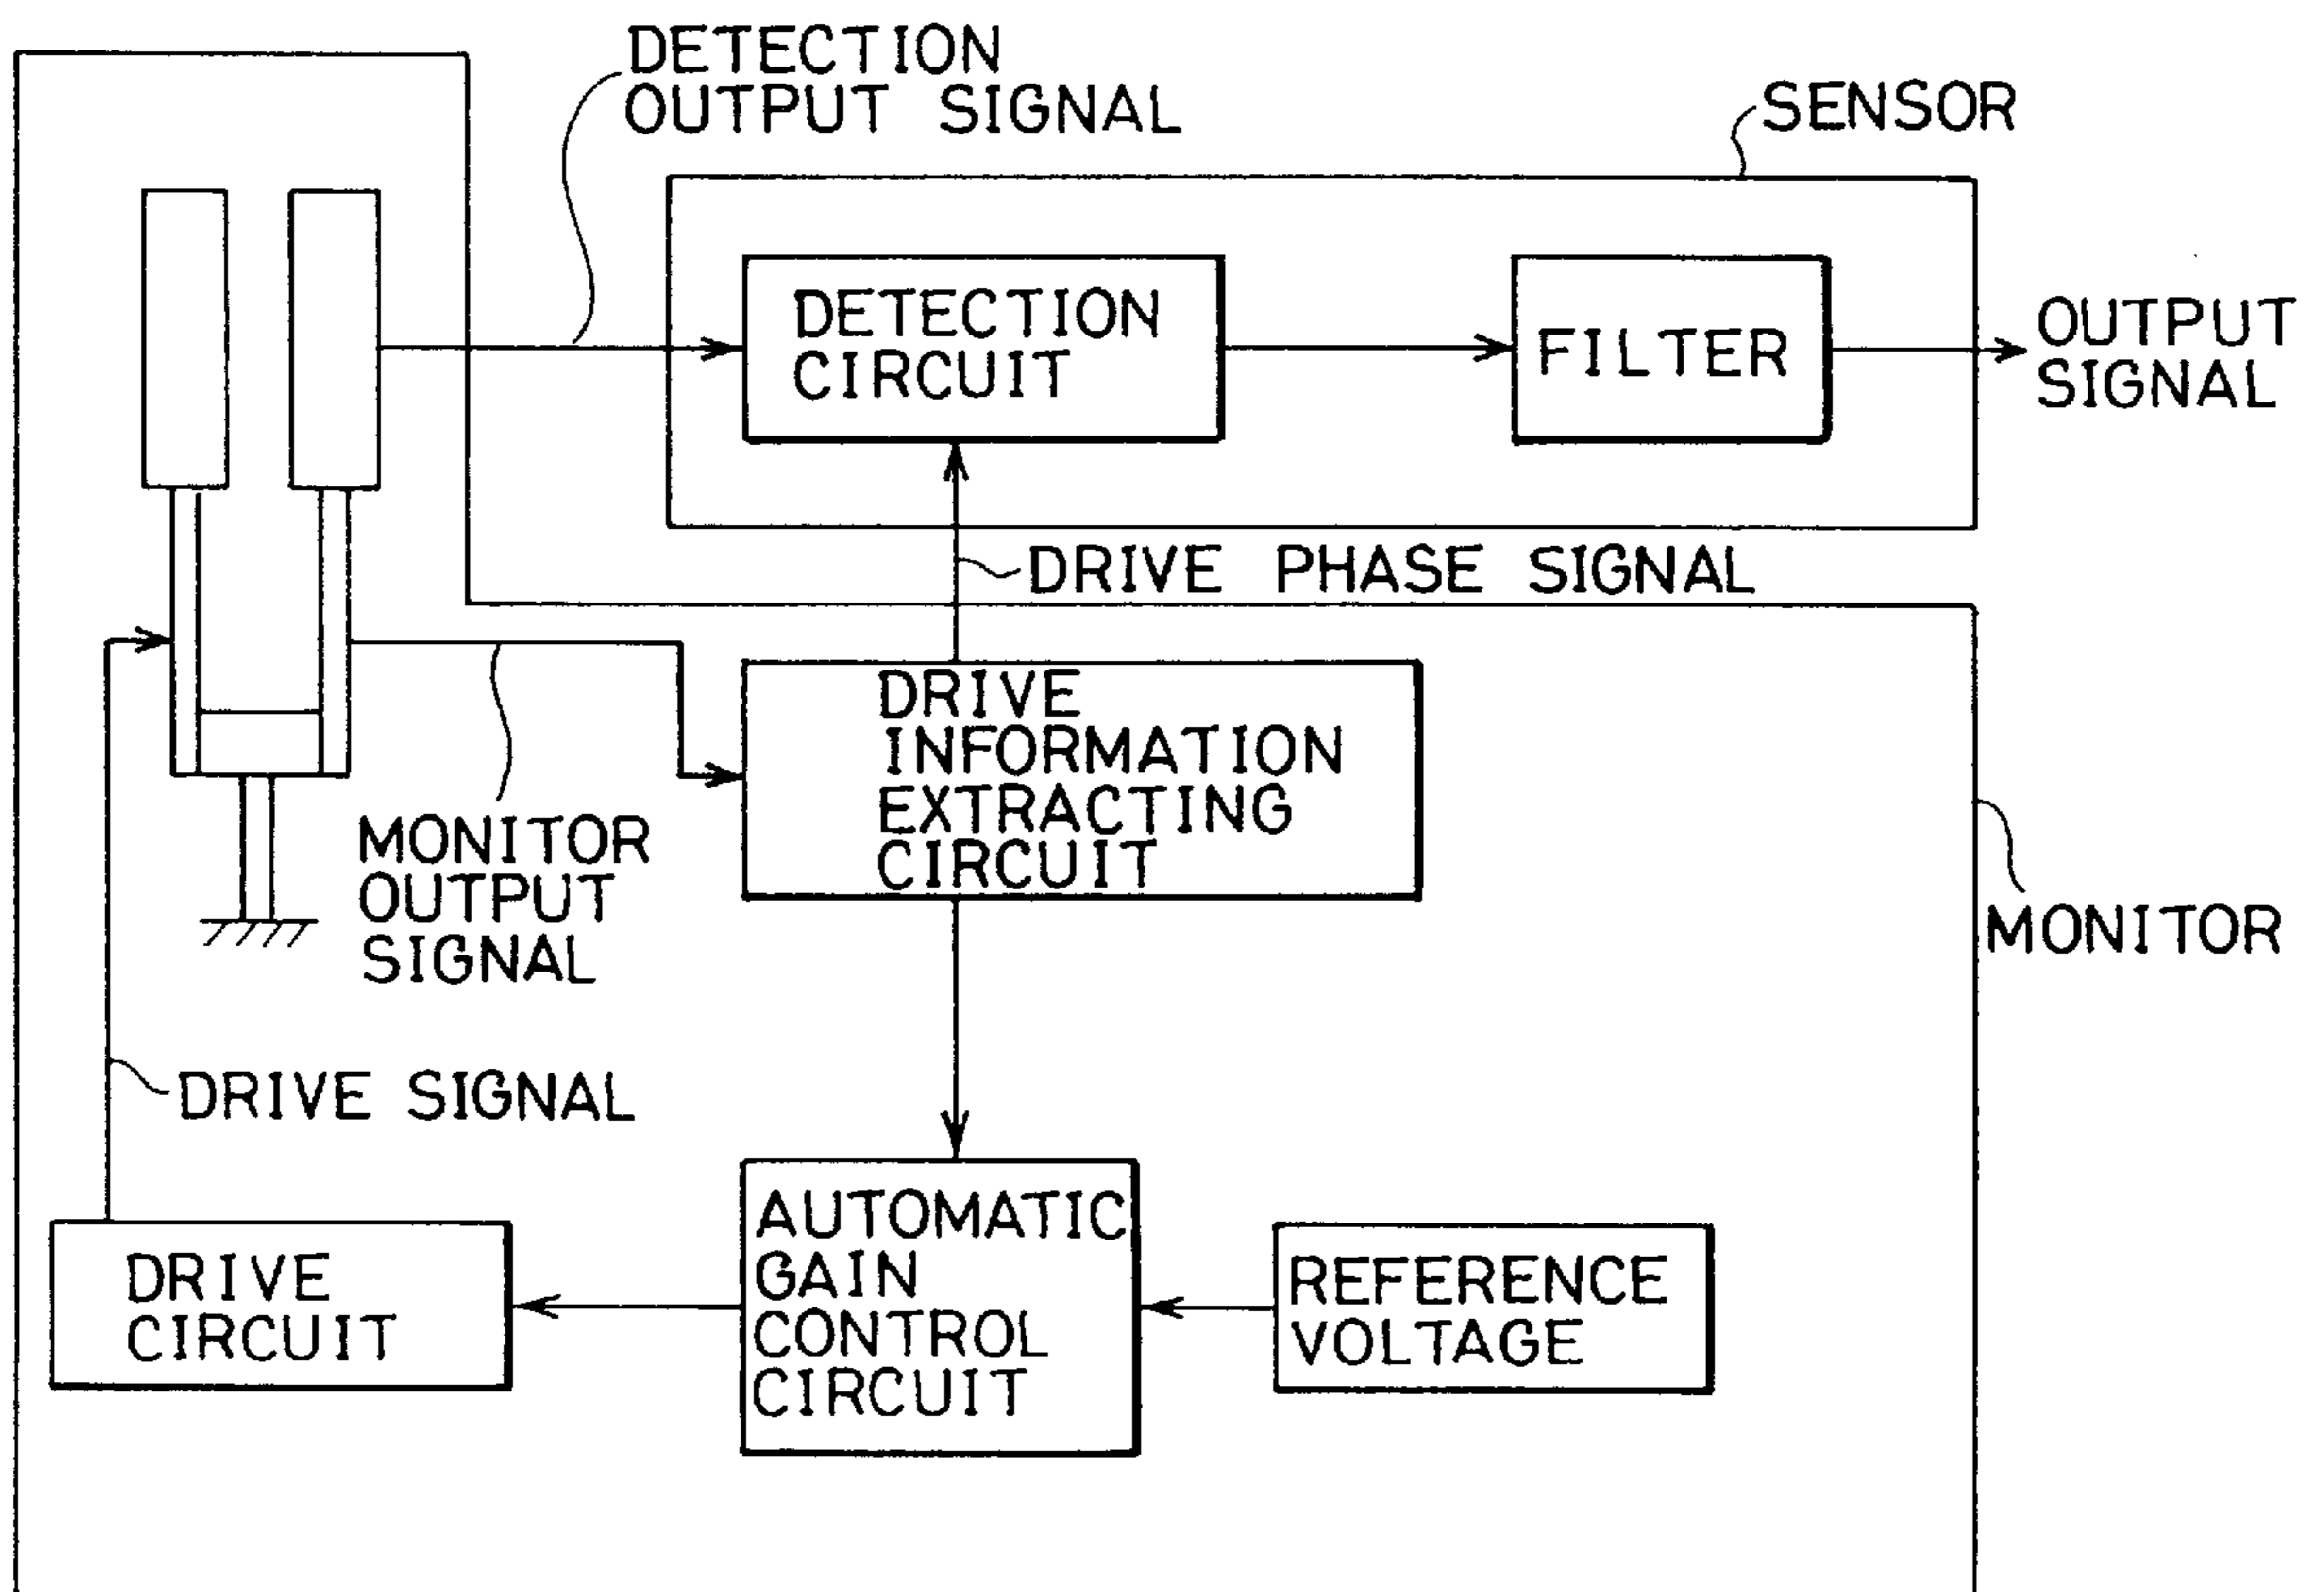 DETECTION
OUTPUT SIGNAL
SENSOR
DETECTION
CIRCUIT
FILTER
OUTPUT
SIGNAL
DRIVE PHASE SIGNAL
DRIVE
INFORMATION
EXTRACTING
CIRCUIT
MONITOR
OUTPUT
SIGNAL
MONITOR
DRIVE SIGNAL
DRIVE
CIRCUIT
AUTOMATIC
GAIN
CONTROL
CIRCUIT
REFERENCE
VOLTAGE